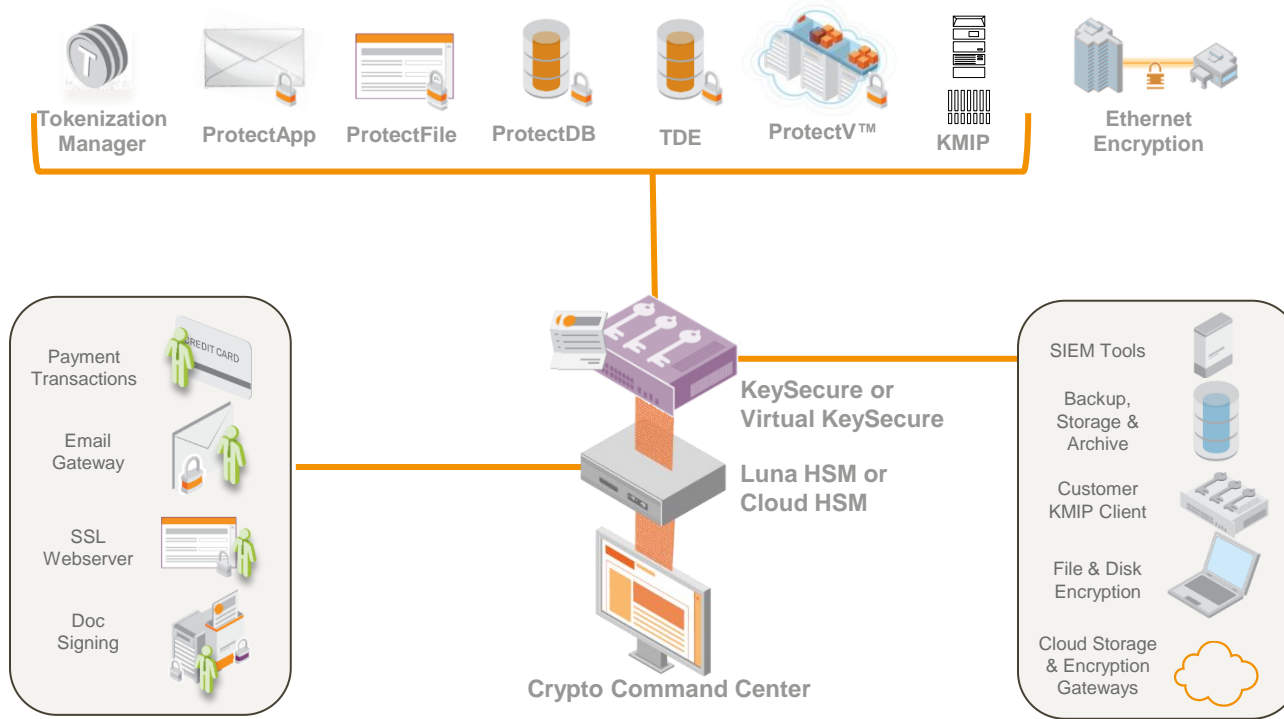 T
Tokenization
Manager
ProtectApp
ProtectFile
ProtectDB
TDE
ProtectV™
KMIP
Ethernet
Encryption
Payment
Transactions
CREDIT CARD
Email
Gateway
SSL
Webserver
Doc
Signing
KeySecure or
Virtual KeySecure
Luna HSM or
Cloud HSM
Crypto Command Center
SIEM Tools
Backup,
Storage &
Archive
Customer
KMIP Client
File & Disk
Encryption
Cloud Storage
& Encryption
Gateways